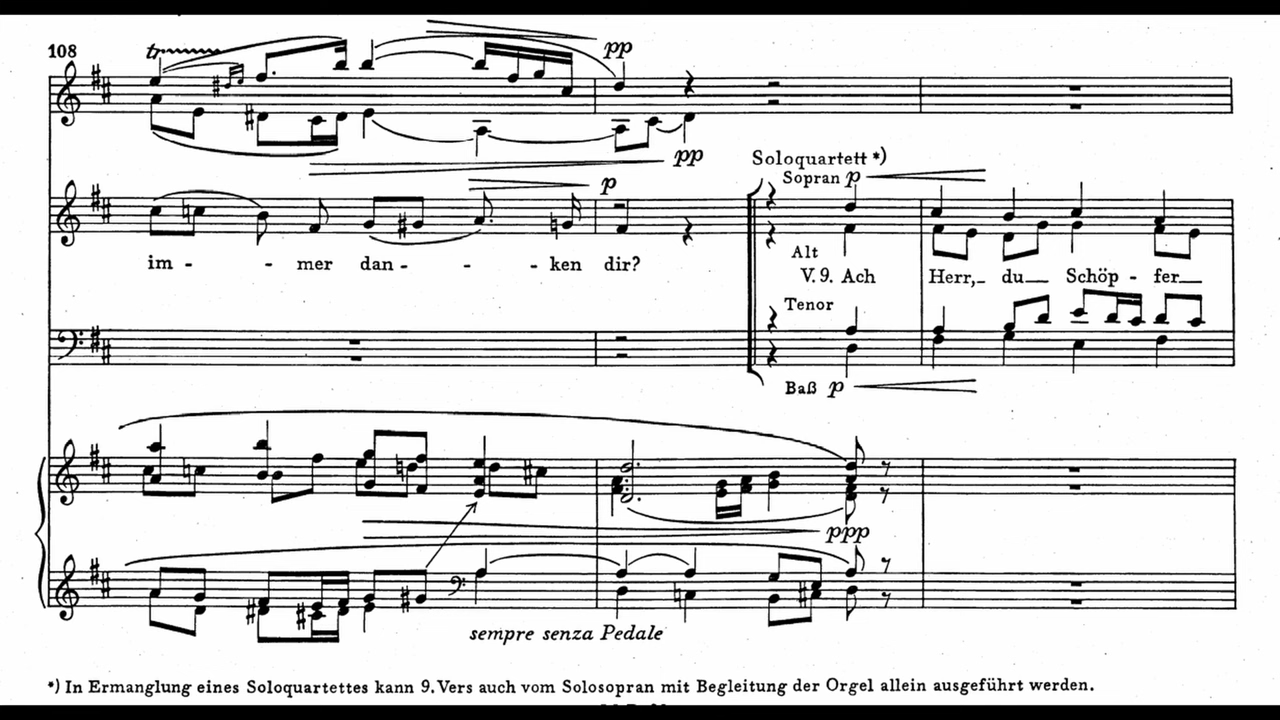 108
tr
pp
pp
Soloquartett *)
Sopran p
p
im - - mer dan - - - ken dir?
Alt
V. 9. Ach Herr, du Schöp - fer
Tenor
Baß p
ppp
sempre senza Pedale
*) In Ermanglung eines Soloquartettes kann 9. Vers auch vom Solosopran mit Begleitung der Orgel allein ausgeführt werden.